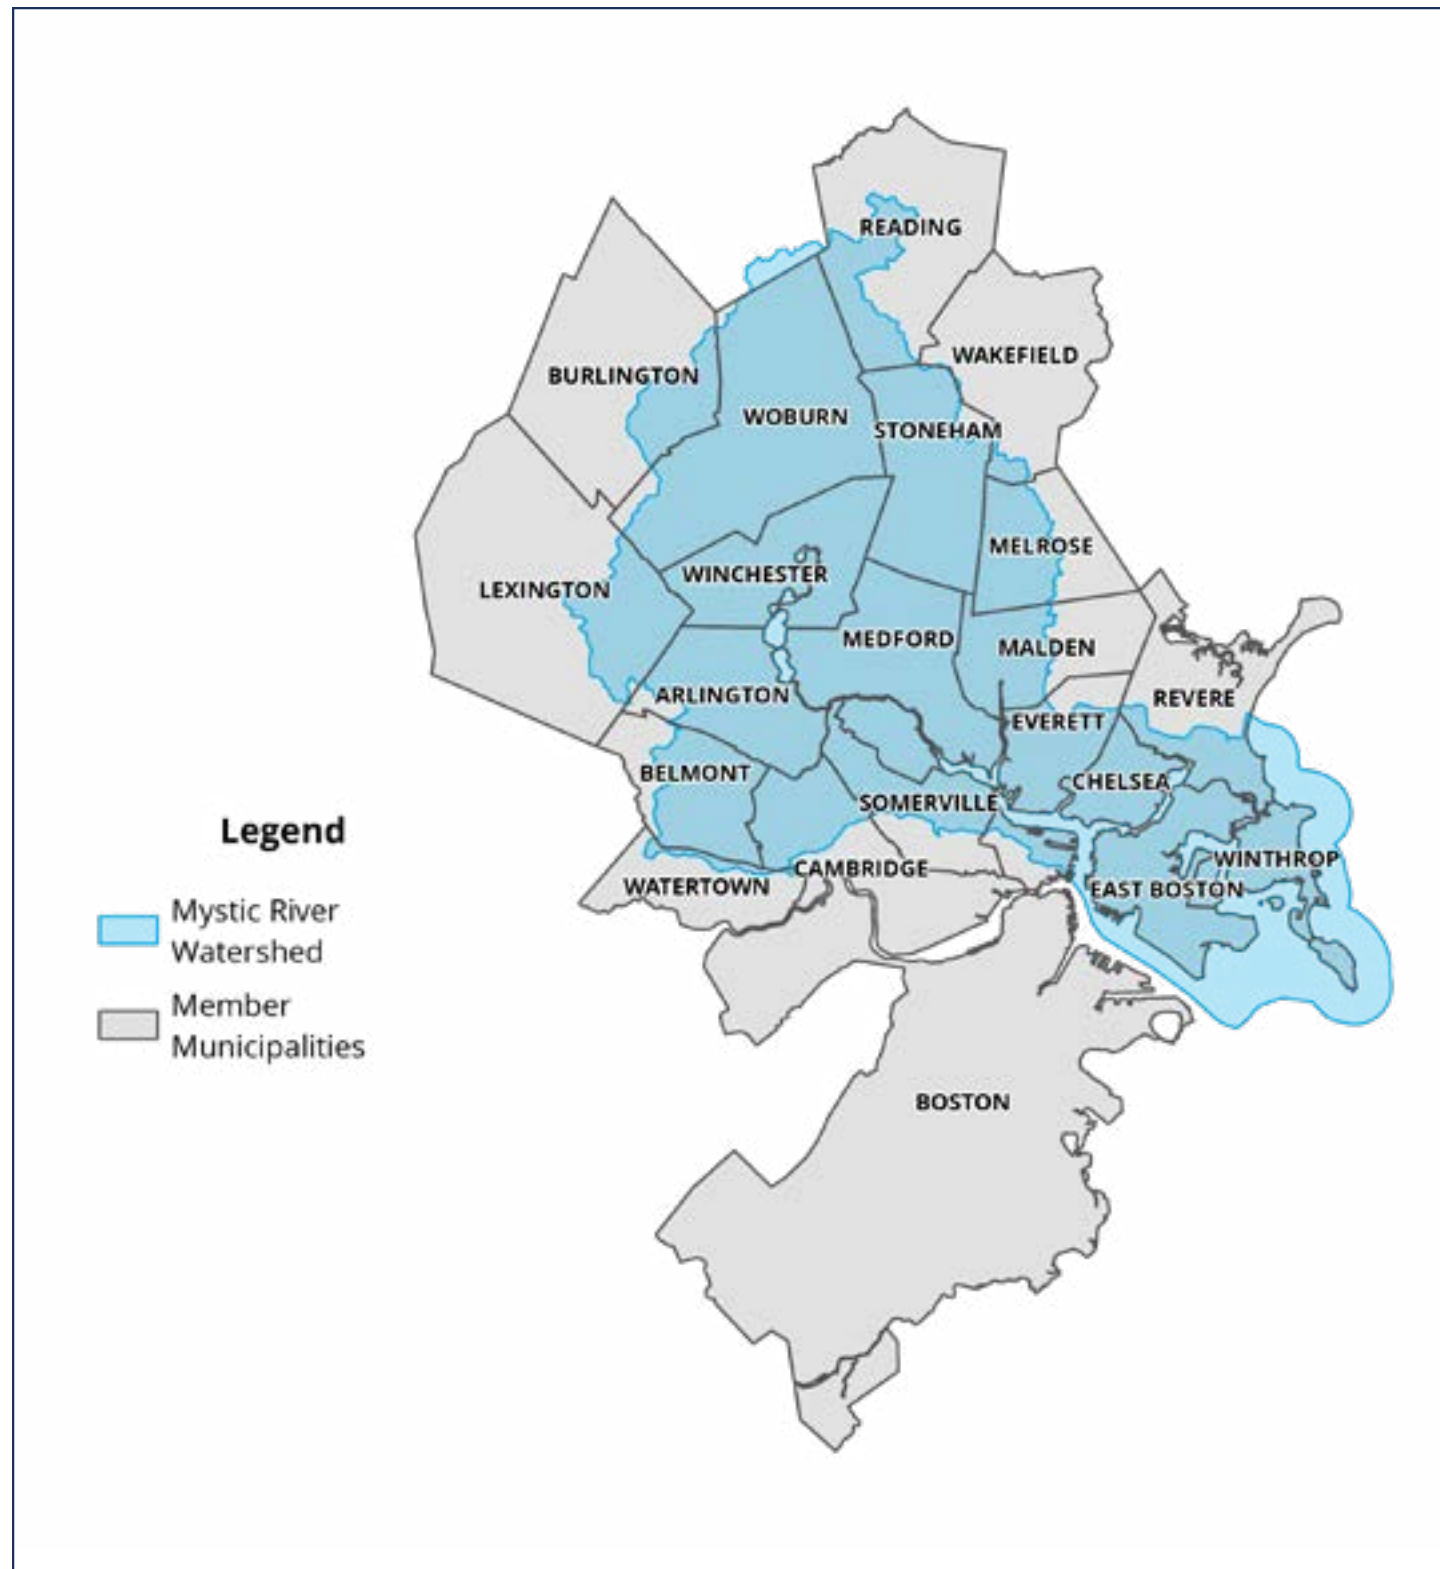 READING
WAKEFIELD
BURLINGTON
WOBURN
STONEHAM
MELROSE
WINCHESTER
LEXINGTON
MEDFORD
MALDEN
ARLINGTON
REVERE
EVERETT
BELMONT
CHELSEA
SOMERVILLE
WINTHROP
CAMBRIDGE
WATERTOWN
EAST BOSTON
BOSTON
Legend
Mystic River
Watershed
Member
Municipalities